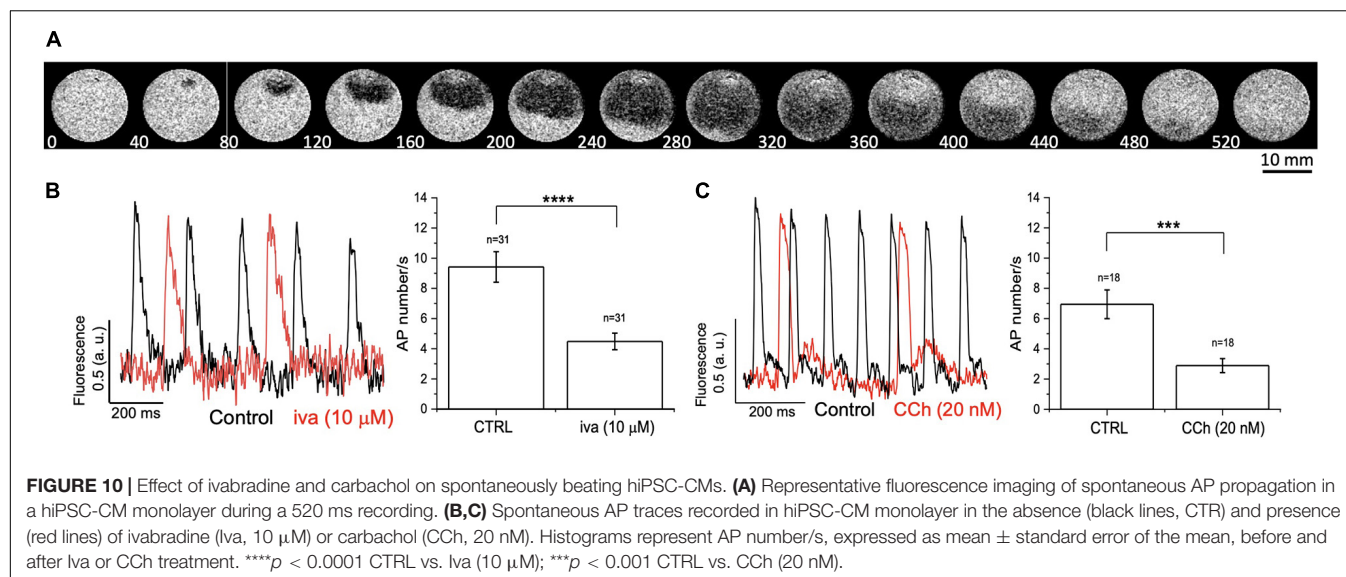 A
0 40 80 120 160 200 240 280 320 360 400 440 480 520
10 mm
B
Fluorescence
0.5 (a. u.)
200 ms
Control iva (10 μM)
AP number/s
14
12
10
8
6
4
2
0
****
n=31
n=31
CTRL iva (10 μM)
C
Fluorescence
0.5 (a. u.)
200 ms
Control CCh (20 nM)
AP number/s
14
12
10
8
6
4
2
0
***
n=18
n=18
CTRL CCh (20 nM)
FIGURE 10 | Effect of ivabradine and carbachol on spontaneously beating hiPSC-CMs. (A) Representative fluorescence imaging of spontaneous AP propagation in
a hiPSC-CM monolayer during a 520 ms recording. (B,C) Spontaneous AP traces recorded in hiPSC-CM monolayer in the absence (black lines, CTR) and presence
(red lines) of ivabradine (Iva, 10 μM) or carbachol (CCh, 20 nM). Histograms represent AP number/s, expressed as mean ± standard error of the mean, before and
after Iva or CCh treatment. ****p < 0.0001 CTRL vs. Iva (10 μM); ***p < 0.001 CTRL vs. CCh (20 nM).